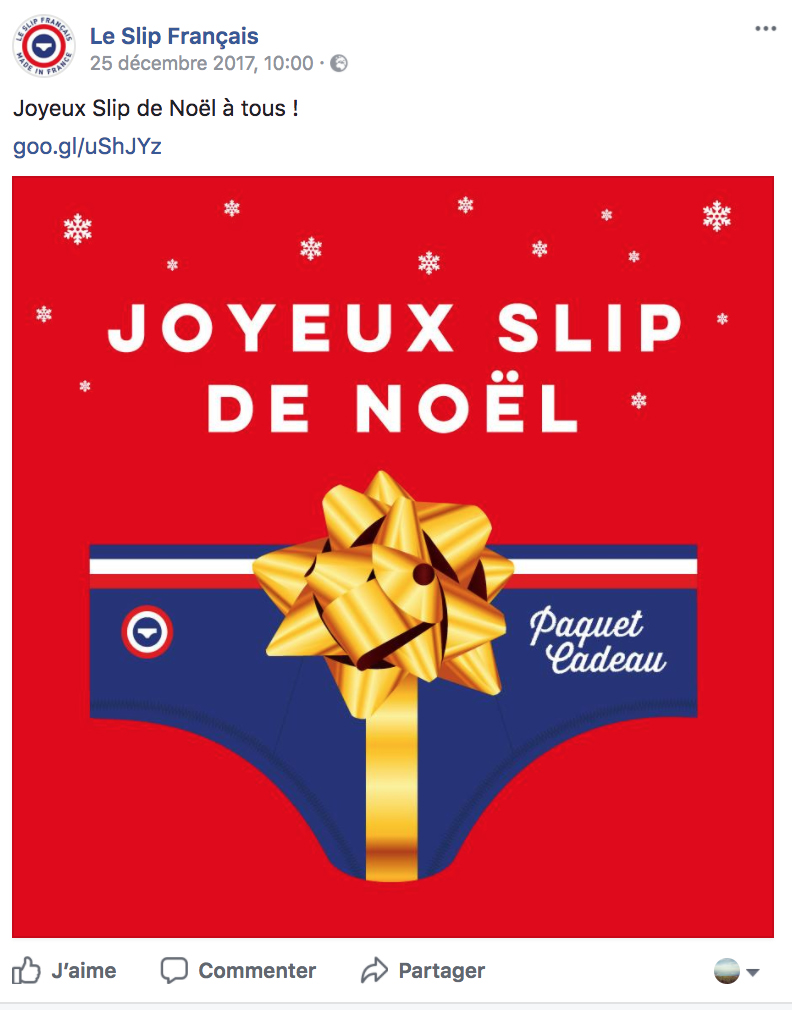 LE SLIP FRANÇAIS
MADE IN FRANCE
Le Slip Français
25 décembre 2017, 10:00 ·
Joyeux Slip de Noël à tous !
goo.gl/uShJYz
JOYEUX SLIP
DE NOËL
Paquet
Cadeau
J’aime
Commenter
Partager